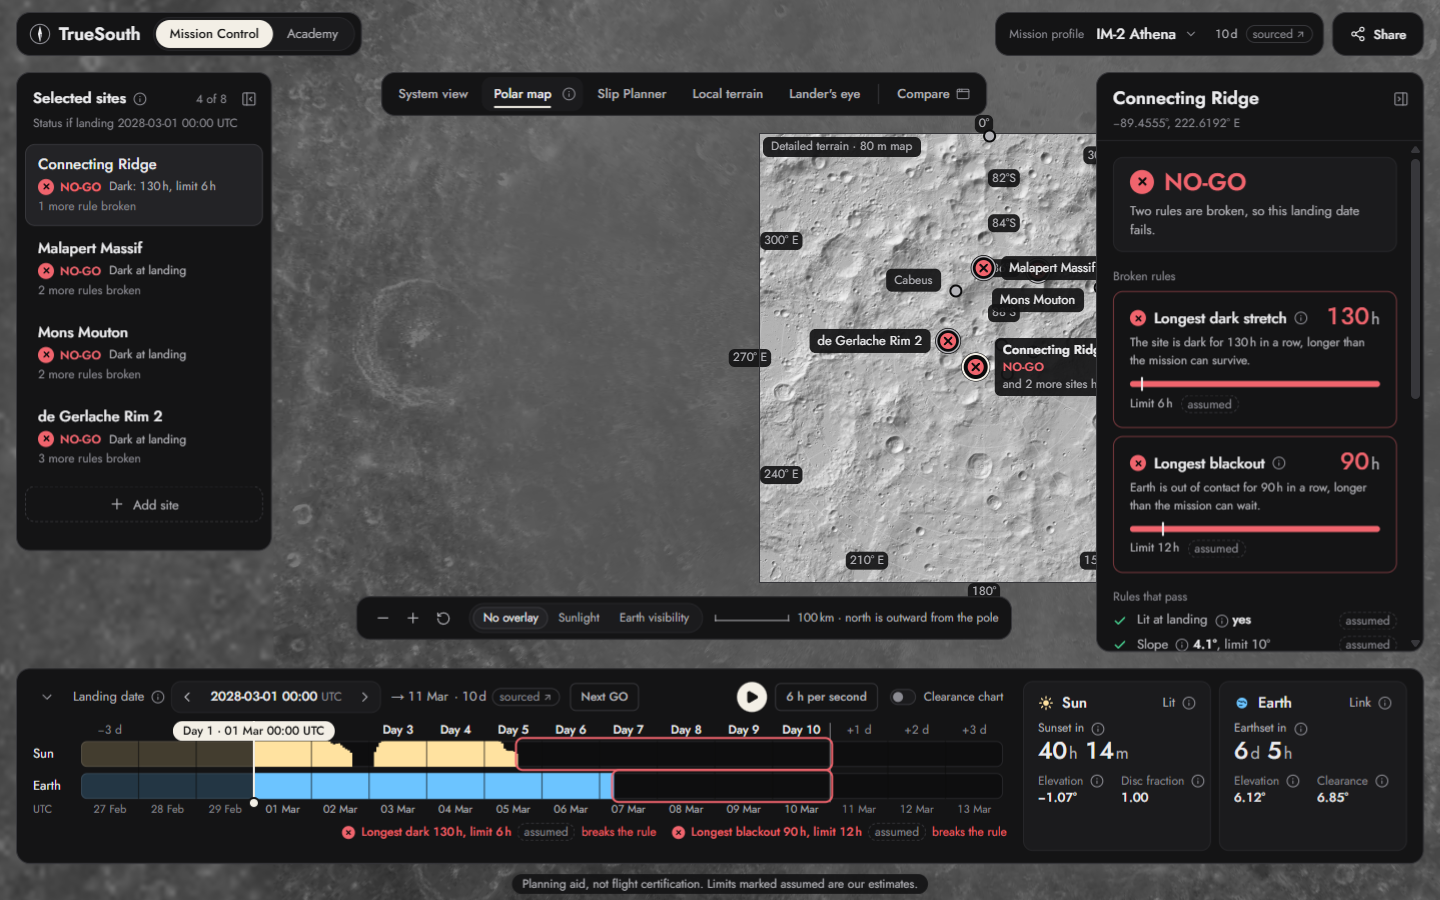 TrueSouth
Mission Control
Academy
Mission profile IM-2 Athena 10 d sourced ↗
Share
Selected sites 4 of 8
Status if landing 2028-03-01 00:00 UTC
Connecting Ridge
NO-GO Dark: 130 h, limit 6 h
1 more rule broken
Malapert Massif
NO-GO Dark at landing
2 more rules broken
Mons Mouton
NO-GO Dark at landing
2 more rules broken
de Gerlache Rim 2
NO-GO Dark at landing
3 more rules broken
+ Add site
System view Polar map Slip Planner Local terrain Lander's eye Compare
0°
Detailed terrain · 80 m map
82°S
84°S
300° E
Malapert Massif
Cabeus
Mons Mouton
88°S
de Gerlache Rim 2
Connecting Ridg
NO-GO
and 2 more sites h
270° E
240° E
210° E
180°
No overlay Sunlight Earth visibility 100 km · north is outward from the pole
Connecting Ridge
−89.4555°, 222.6192° E
NO-GO
Two rules are broken, so this landing date
fails.
Broken rules
Longest dark stretch 130 h
The site is dark for 130 h in a row, longer than
the mission can survive.
Limit 6 h assumed
Longest blackout 90 h
Earth is out of contact for 90 h in a row, longer
than the mission can wait.
Limit 12 h assumed
Rules that pass
Lit at landing yes assumed
Slope 4.1°, limit 10° assumed
Landing date 2028-03-01 00:00 UTC → 11 Mar · 10 d sourced ↗ Next GO 6 h per second Clearance chart
−3 d Day 1 · 01 Mar 00:00 UTC Day 3 Day 4 Day 5 Day 6 Day 7 Day 8 Day 9 Day 10 +1 d +2 d +3 d
Sun
Earth
UTC 27 Feb 28 Feb 29 Feb 01 Mar 02 Mar 03 Mar 04 Mar 05 Mar 06 Mar 07 Mar 08 Mar 09 Mar 10 Mar 11 Mar 12 Mar 13 Mar
Longest dark 130 h, limit 6 h assumed breaks the rule Longest blackout 90 h, limit 12 h assumed breaks the rule
Sun Lit
Sunset in
40 h 14 m
Elevation Disc fraction
−1.07° 1.00
Earth Link
Earthset in
6 d 5 h
Elevation Clearance
6.12° 6.85°
Planning aid, not flight certification. Limits marked assumed are our estimates.